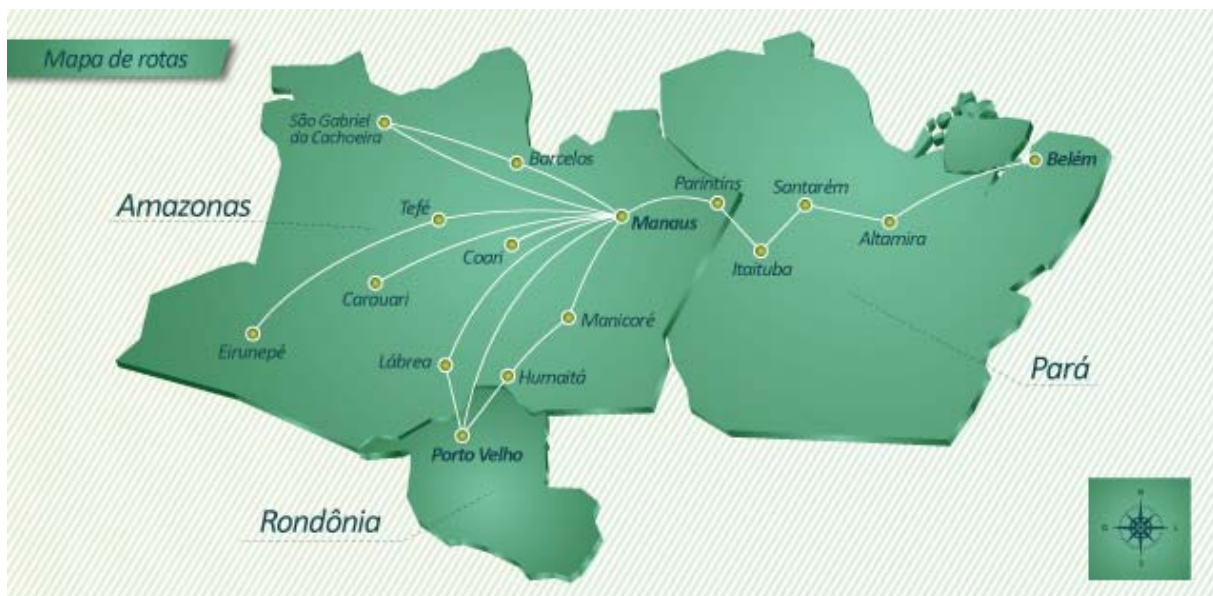 Mapa de rotas
São Gabriel
da Cachoeira
Barcelos
Belém
Parintins
Santarém
Amazonas
Tefé
Manaus
Altamira
Coari
Itaituba
Carauari
Manicoré
Eirunepé
Lábrea
Humaitá
Pará
Porto Velho
Rondônia
N
O
L
S